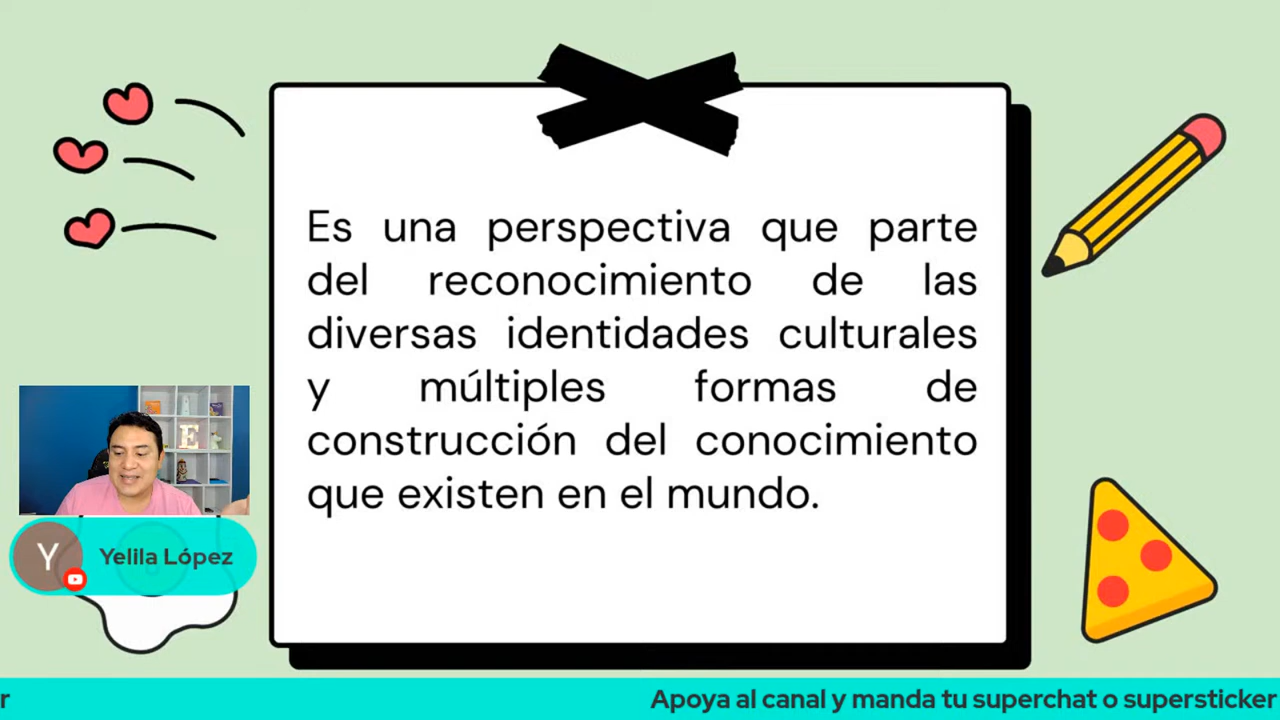 Es una perspectiva que parte
del reconocimiento de las
diversas identidades culturales
y múltiples formas de
construcción del conocimiento
que existen en el mundo.
E
Y Yelila López
r
Apoya al canal y manda tu superchat o supersticker